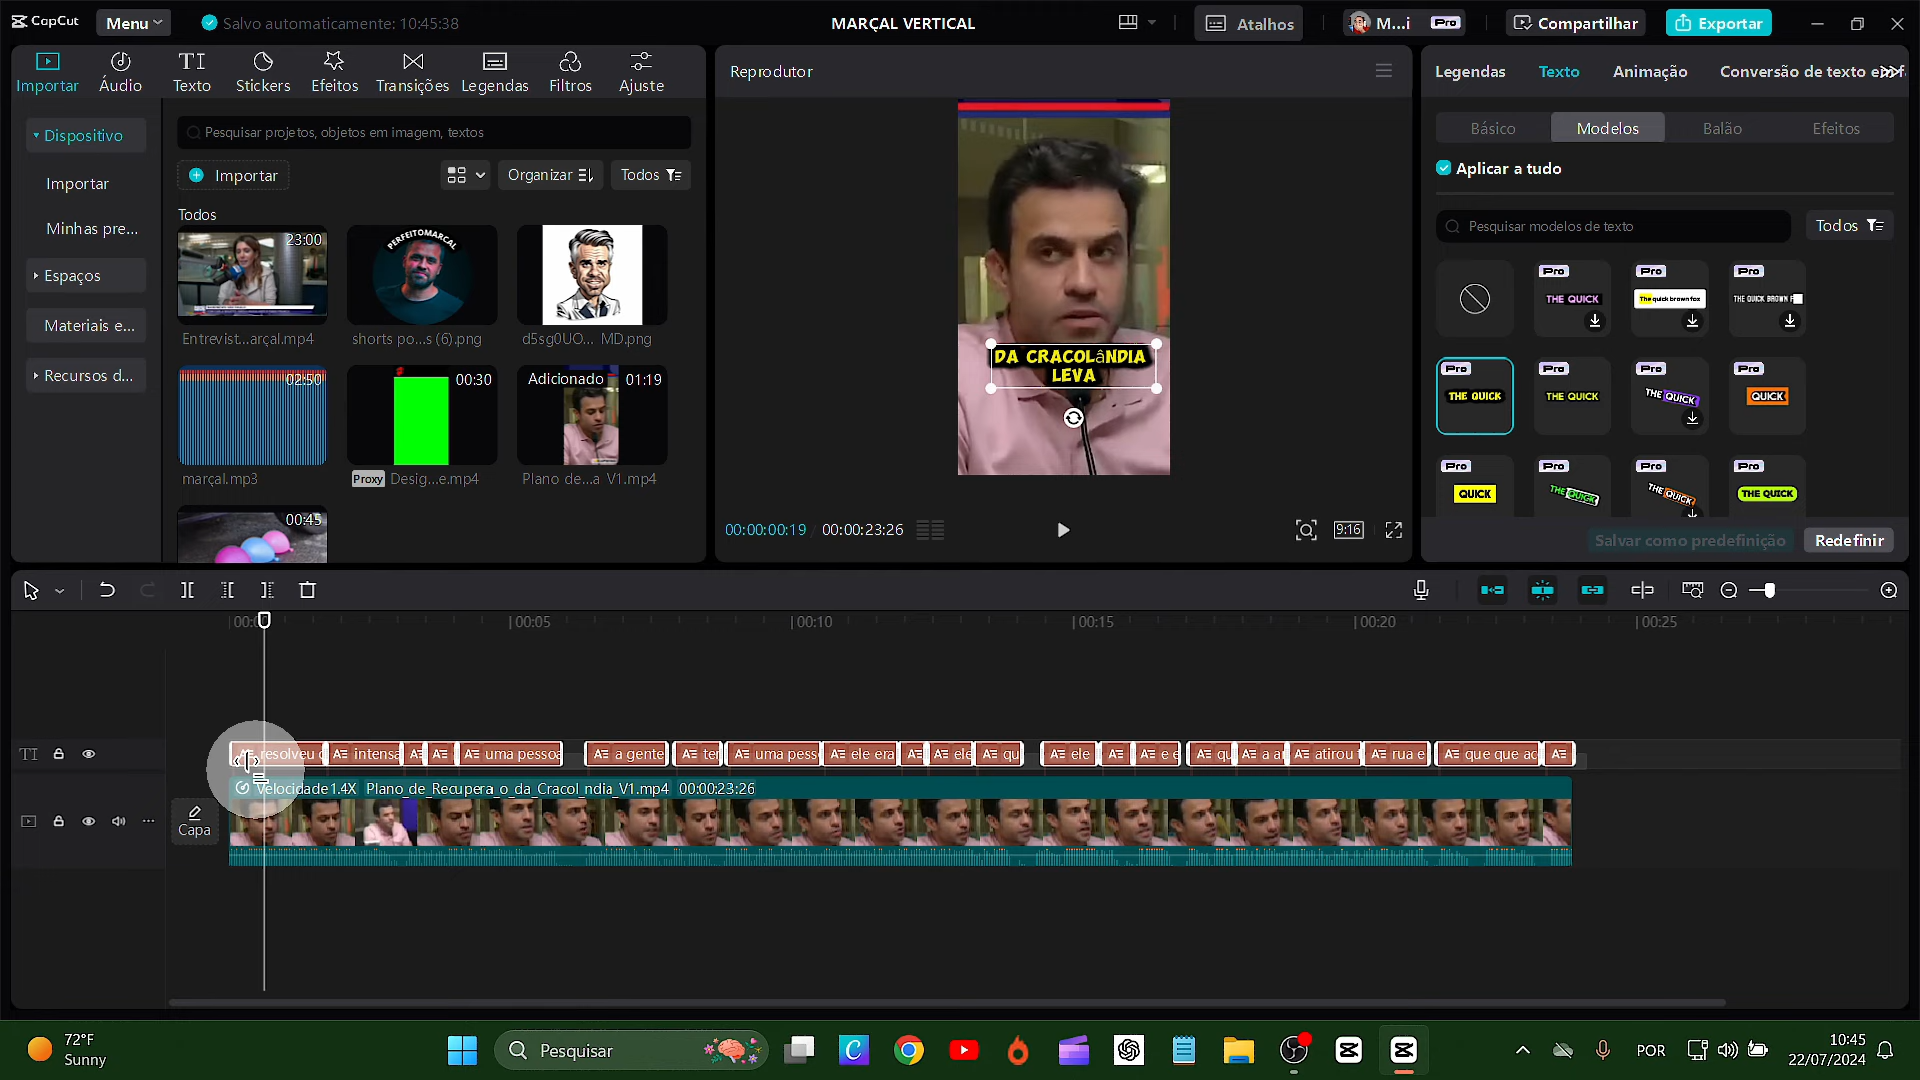 CapCut
Menu
Salvo automaticamente: 10:45:38
MARÇAL VERTICAL
Atalhos
M...i
Pro
Compartilhar
Exportar
Importar
Áudio
Texto
Stickers
Efeitos
Transições
Legendas
Filtros
Ajuste
Dispositivo
Importar
Minhas pre...
Espaços
Materiais e...
Recursos d...
Pesquisar projetos, objetos em imagem, textos
Importar
Organizar
Todos
Todos
23:00
Entrevist...arçal.mp4
PERFEITOMARÇAL
shorts po...s (6).png
d5sg0UO... MD.png
02:50
marçal.mp3
00:30
Proxy
Desig...e.mp4
Adicionado
01:19
Plano de...a V1.mp4
00:45
Reprodutor
DA CRACOLâNDIA
LEVA
00:00:00:19 / 00:00:23:26
9:16
Legendas
Texto
Animação
Conversão de texto em f
Básico
Modelos
Balão
Efeitos
Aplicar a tudo
Pesquisar modelos de texto
Todos
Pro
THE QUICK
Pro
The quick brown fox
Pro
THE QUICK BROWN F
Pro
THE QUICK
Pro
THE QUICK
Pro
THE QUICK
Pro
QUICK
Pro
QUICK
Pro
THE QUICK
Pro
THE QUICK
Pro
THE QUICK
Salvar como predefinição
Redefinir
00:0
00:05
00:10
00:15
00:20
00:25
TI
resolveu d
intensa
uma pessoa
a gente
ter
uma pess
ele era
ele
qu
ele
e e
qu
a a
atirou
rua e
que que ac
Velocidade1.4X
Plano_de_Recupera_o_da_Cracol_ndia_V1.mp4
00:00:23:26
Capa
72°F
Sunny
Pesquisar
POR
10:45
22/07/2024